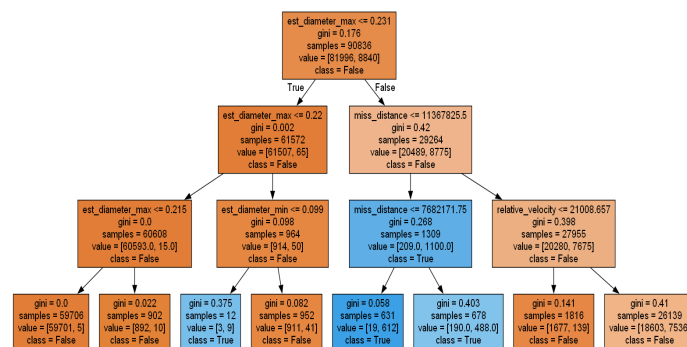 est_diameter_max <= 0.231
gini = 0.176
samples = 90836
value = [81996, 8840]
class = False
True
False
est_diameter_max <= 0.22
gini = 0.002
samples = 61572
value = [61507, 65]
class = False
miss_distance <= 11367825.5
gini = 0.42
samples = 29264
value = [20489, 8775]
class = False
est_diameter_max <= 0.215
gini = 0.0
samples = 60608
value = [60593.0, 15.0]
class = False
est_diameter_min <= 0.099
gini = 0.098
samples = 964
value = [914, 50]
class = False
miss_distance <= 7682171.75
gini = 0.268
samples = 1309
value = [209.0, 1100.0]
class = True
relative_velocity <= 21008.657
gini = 0.398
samples = 27955
value = [20280, 7675]
class = False
gini = 0.0
samples = 59706
value = [59701, 5]
class = False
gini = 0.022
samples = 902
value = [892, 10]
class = False
gini = 0.375
samples = 12
value = [3, 9]
class = True
gini = 0.082
samples = 952
value = [911, 41]
class = False
gini = 0.058
samples = 631
value = [19, 612]
class = True
gini = 0.403
samples = 678
value = [190.0, 488.0]
class = True
gini = 0.141
samples = 1816
value = [1677, 139]
class = False
gini = 0.41
samples = 26139
value = [18603, 7536]
class = False